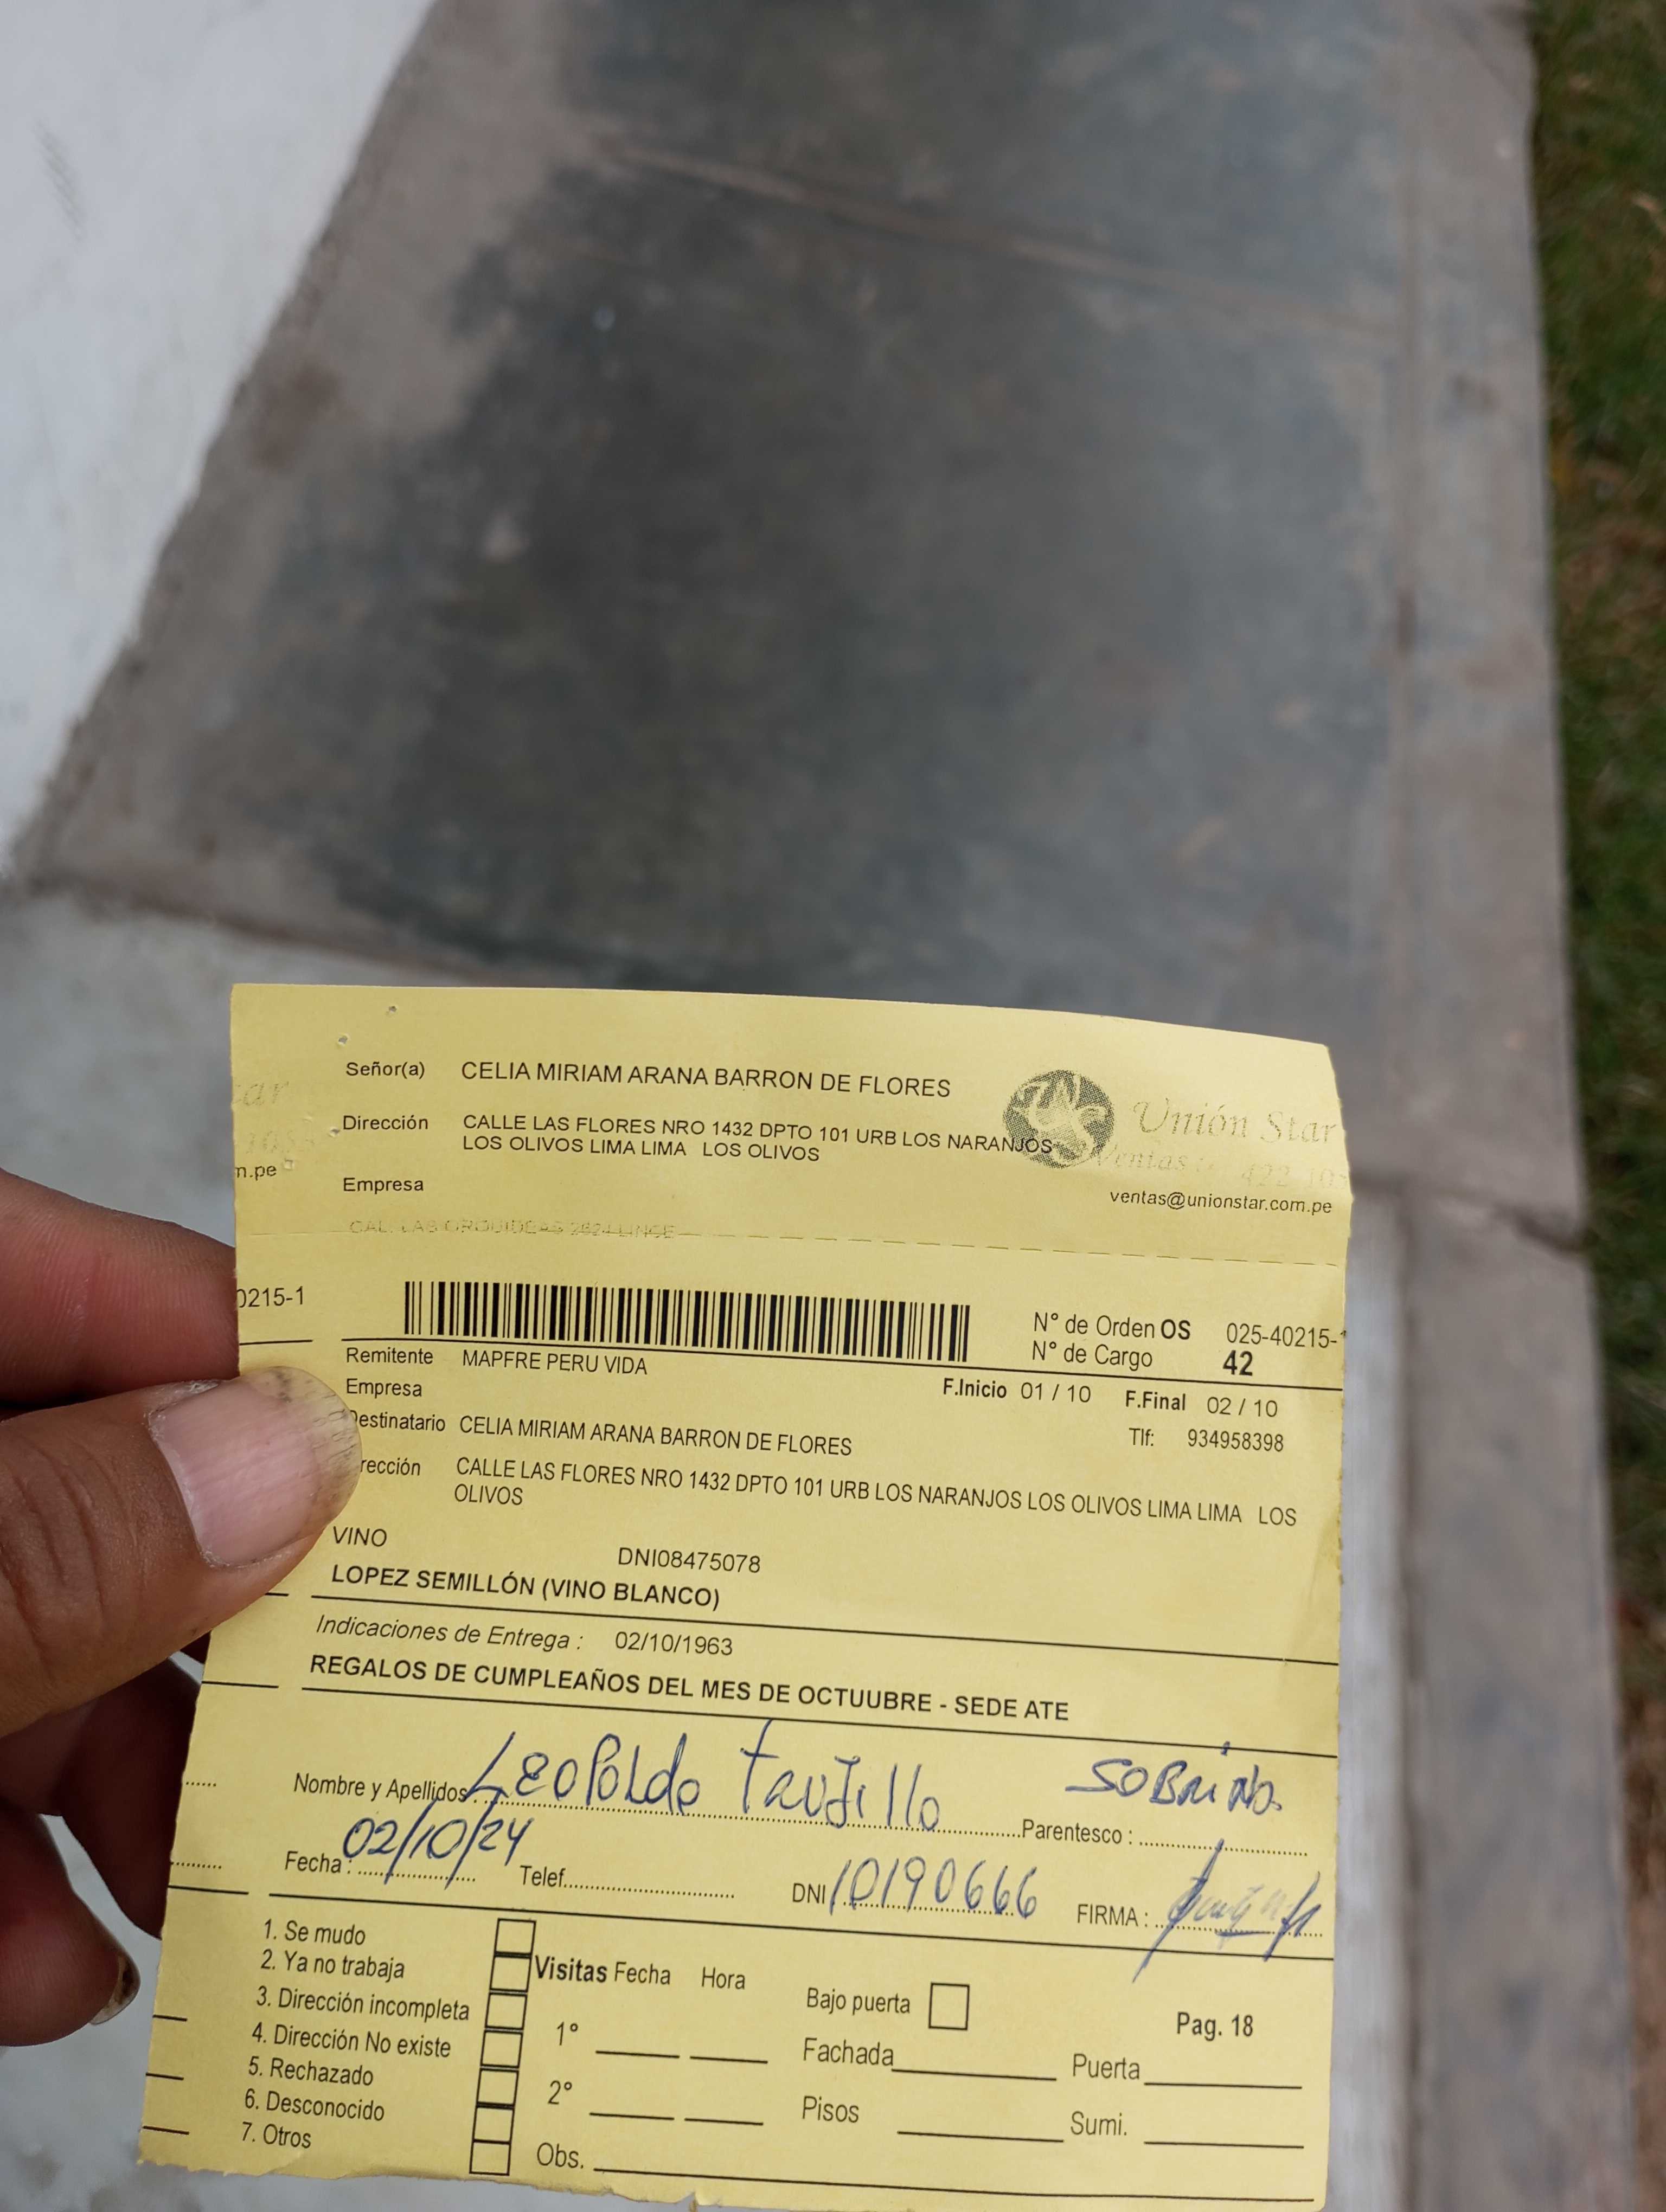 Señor(a) CELIA MIRIAM ARANA BARRON DE FLORES
Unión Star
Dirección CALLE LAS FLORES NRO 1432 DPTO 101 URB LOS NARANJOS
LOS OLIVOS LIMA LIMA LOS OLIVOS
Ventas
m.pe
Empresa
ventas@unionstar.com.pe
CAL. LAS ORQUIDEAS 2624 LINCE
0215-1
N° de Orden OS 025-40215-1
N° de Cargo 42
Remitente MAPFRE PERU VIDA
Empresa
F.Inicio 01 / 10 F.Final 02 / 10
Destinatario CELIA MIRIAM ARANA BARRON DE FLORES
Tlf: 934958398
rección CALLE LAS FLORES NRO 1432 DPTO 101 URB LOS NARANJOS LOS OLIVOS LIMA LIMA LOS
OLIVOS
VINO DNI08475078
LOPEZ SEMILLÓN (VINO BLANCO)
Indicaciones de Entrega : 02/10/1963
REGALOS DE CUMPLEAÑOS DEL MES DE OCTUUBRE - SEDE ATE
Nombre y Apellidos: Leopoldo Trujillo Parentesco : SOBRINO.
Fecha : 02/10/24 Telef. DNI 10190666 FIRMA :
1. Se mudo
2. Ya no trabaja
3. Dirección incompleta
4. Dirección No existe
5. Rechazado
6. Desconocido
7. Otros
Visitas Fecha Hora
1°
2°
Obs.
Bajo puerta
Fachada
Pisos
Pag. 18
Puerta
Sumi.